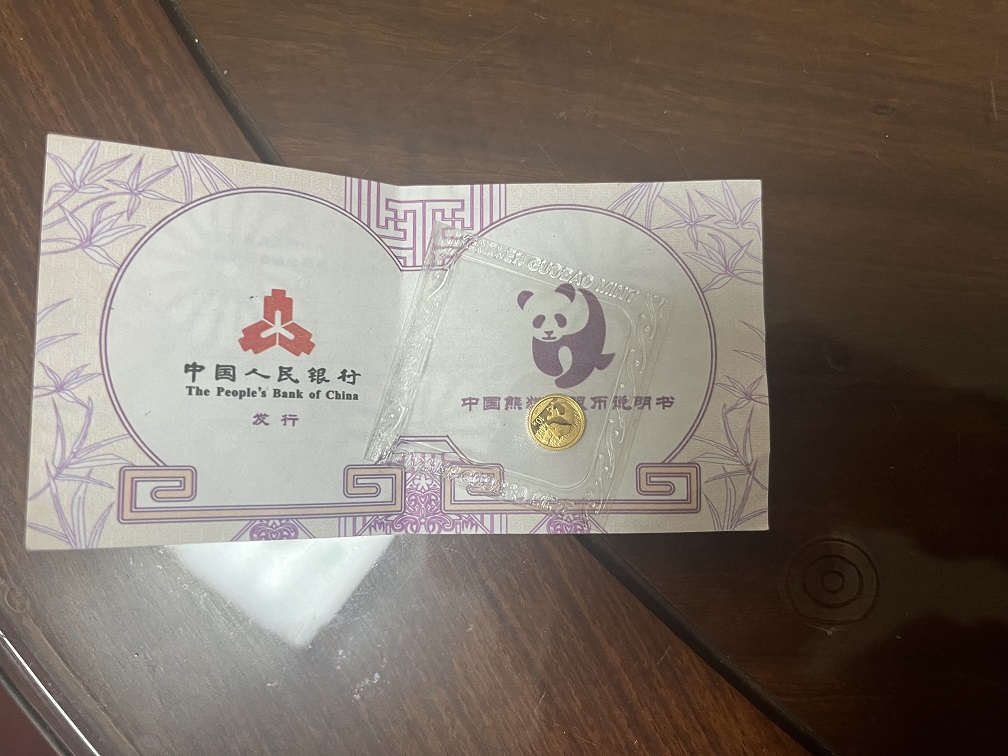 中国人民银行
The People's Bank of China
发行
GUOBAO MINT
中国熊 币说明书